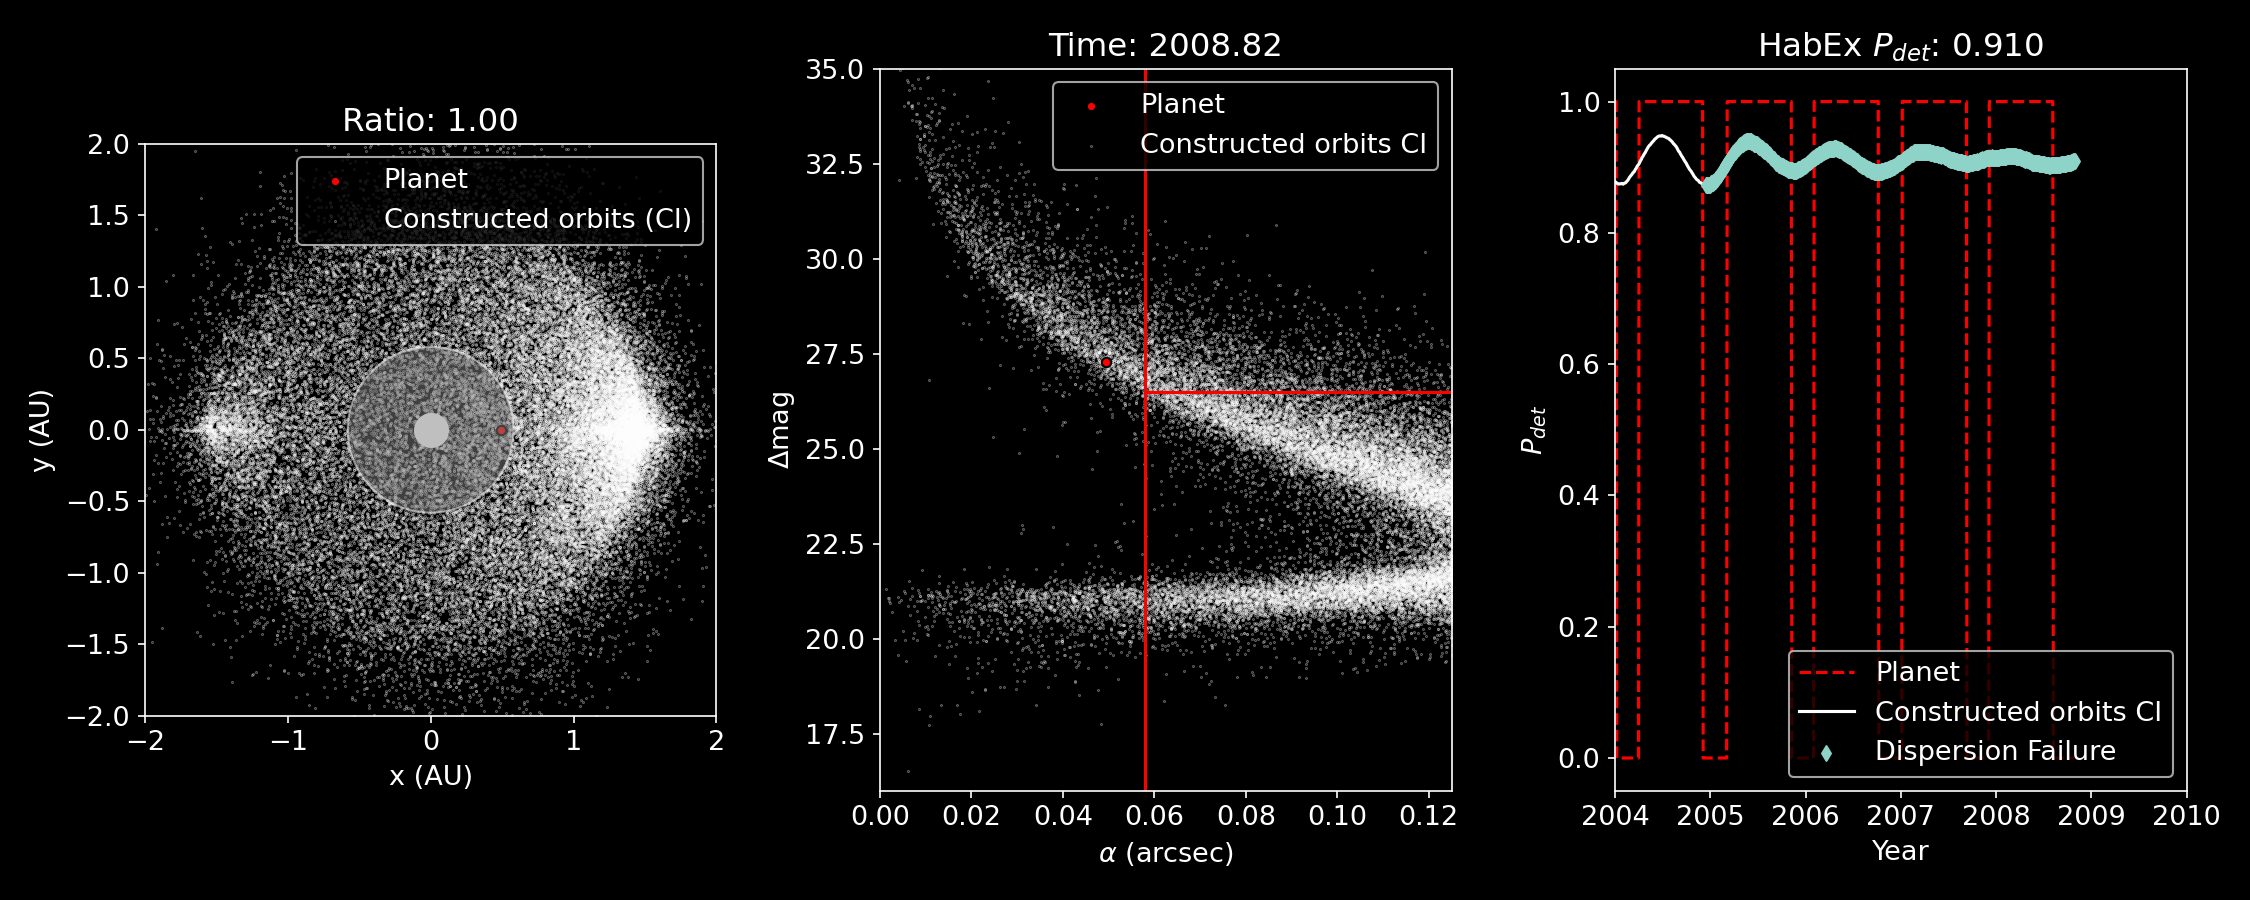 Ratio: 1.00
Planet
Constructed orbits (CI)
2.0
1.5
1.0
0.5
0.0
−0.5
−1.0
−1.5
−2.0
−2
−1
0
1
2
x (AU)
y (AU)
Time: 2008.82
Planet
Constructed orbits CI
35.0
32.5
30.0
27.5
25.0
22.5
20.0
17.5
0.00
0.02
0.04
0.06
0.08
0.10
0.12
α (arcsec)
Δmag
HabEx P_det: 0.910
1.0
0.8
0.6
0.4
0.2
0.0
P_det
Planet
Constructed orbits CI
Dispersion Failure
2004
2005
2006
2007
2008
2009
2010
Year